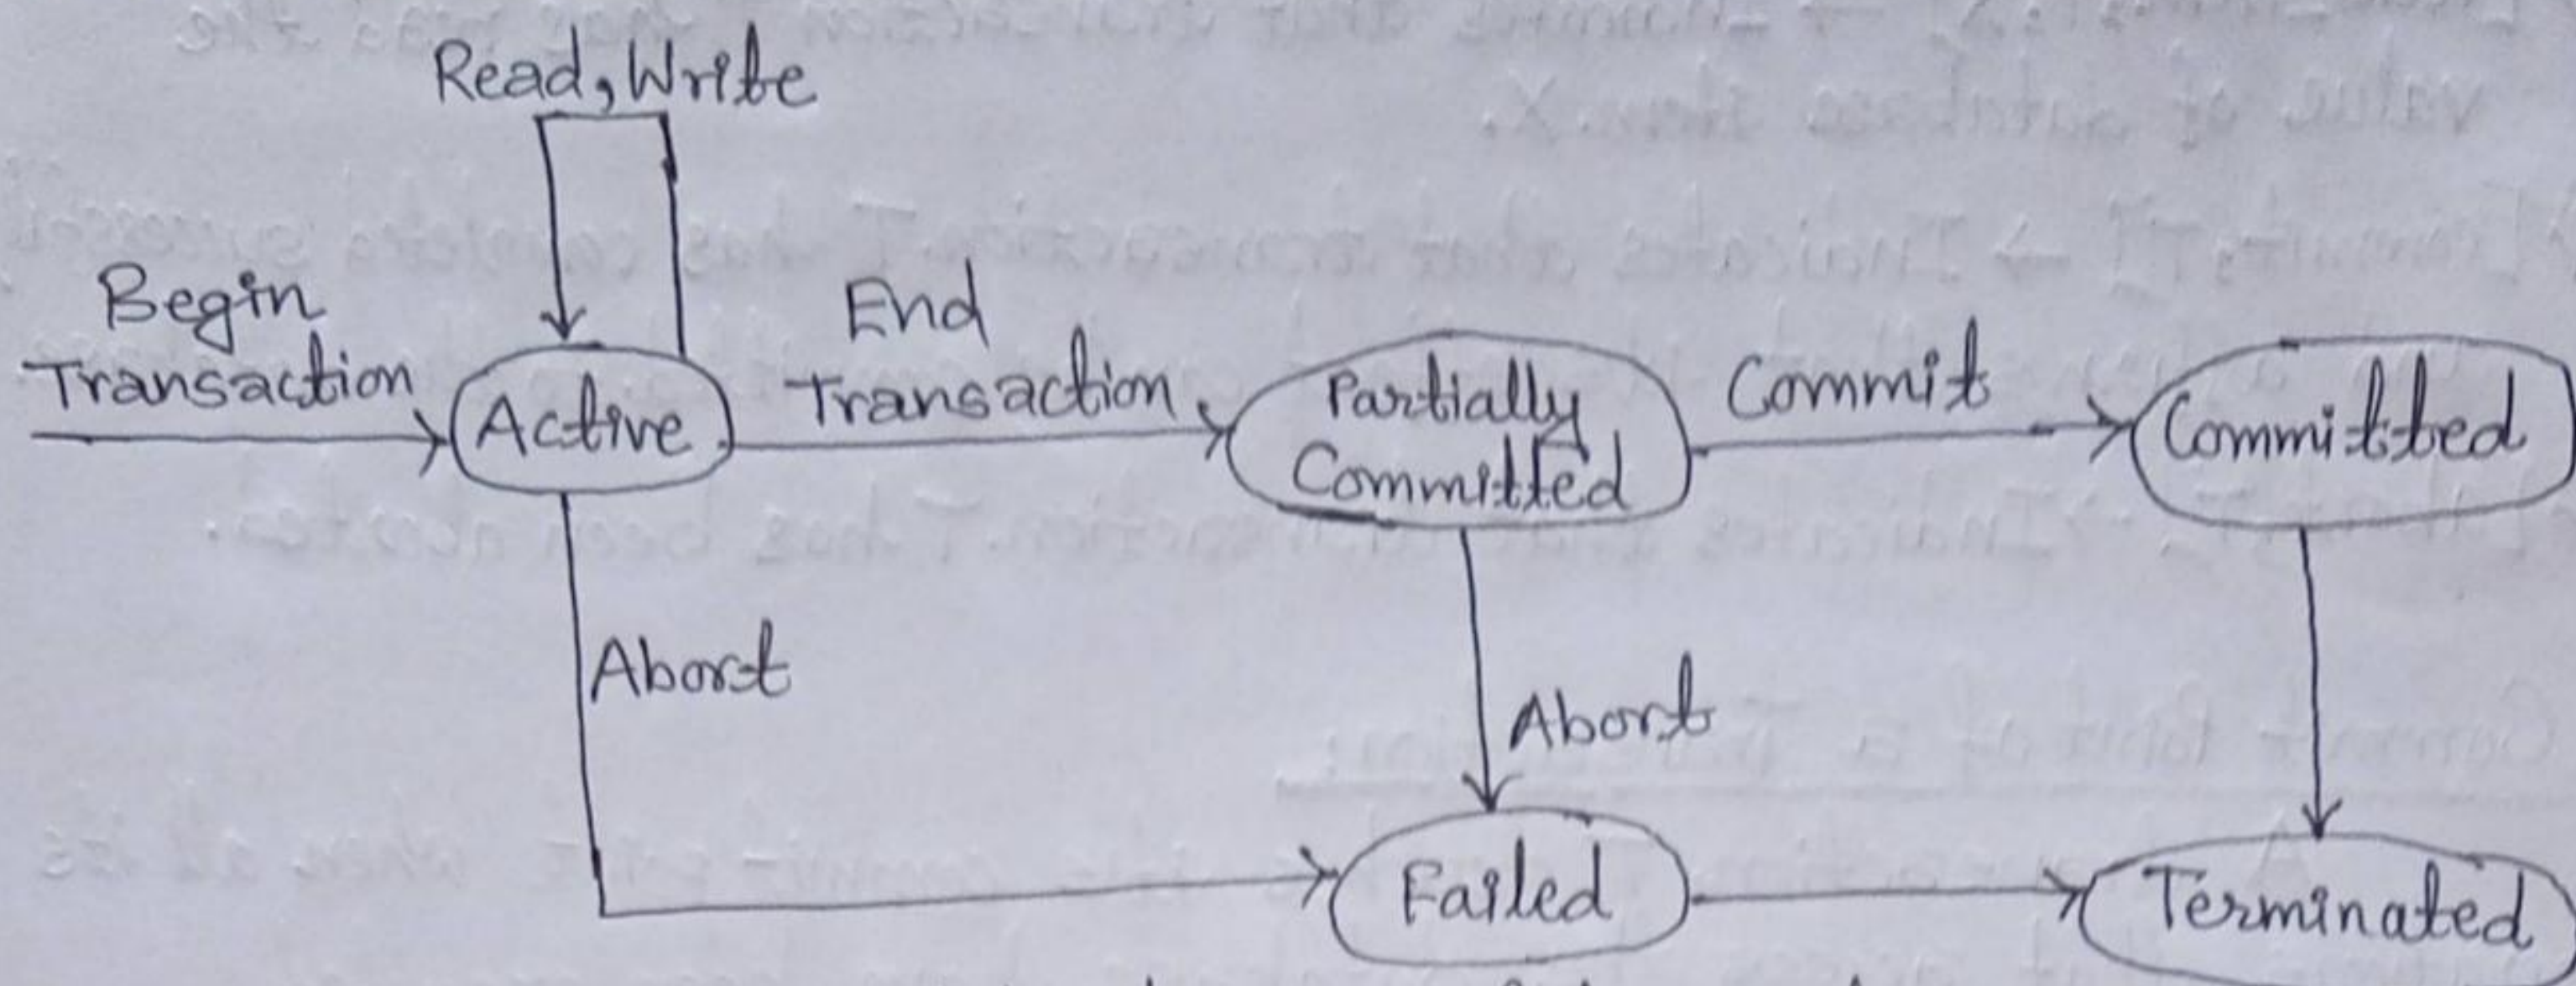 Read, Write
Begin
Transaction
End
Transaction
Active
Partially
Committed
Commit
Committed
Abort
Abort
Failed
Terminated